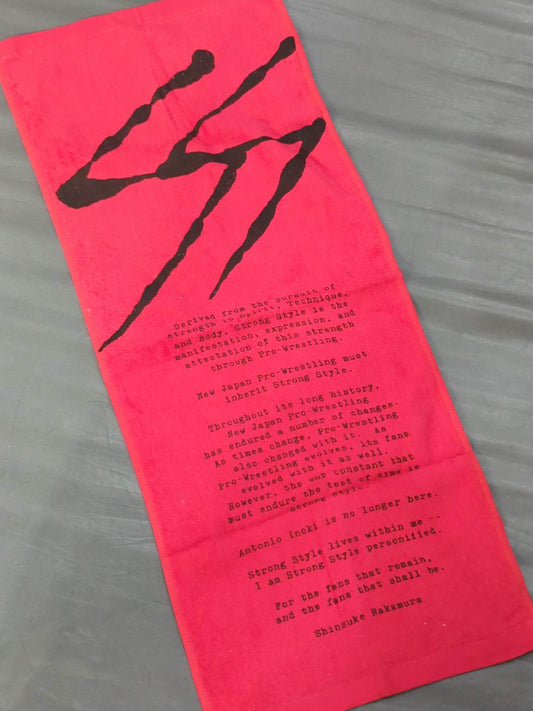 SS
Derived from the pursuit of
strength in Spirit, Technique,
and Body, Strong Style is the
manifestation, expression, and
attestation of this strength
through Pro-Wrestling.
New Japan Pro-Wrestling must
inherit Strong Style.
Throughout its long history,
New Japan Pro-Wrestling
has endured a number of changes.
As times change, Pro-Wrestling
also changed with it. As
Pro-Wrestling evolves, its fans
evolved with it as well.
However, the one constant that
must endure the test of time is
Strong Style.
Antonio Inoki is no longer here.
Strong Style lives within me --
I am Strong Style personified.
For the fans that remain,
and the fans that shall be.
Shinsuke Nakamura